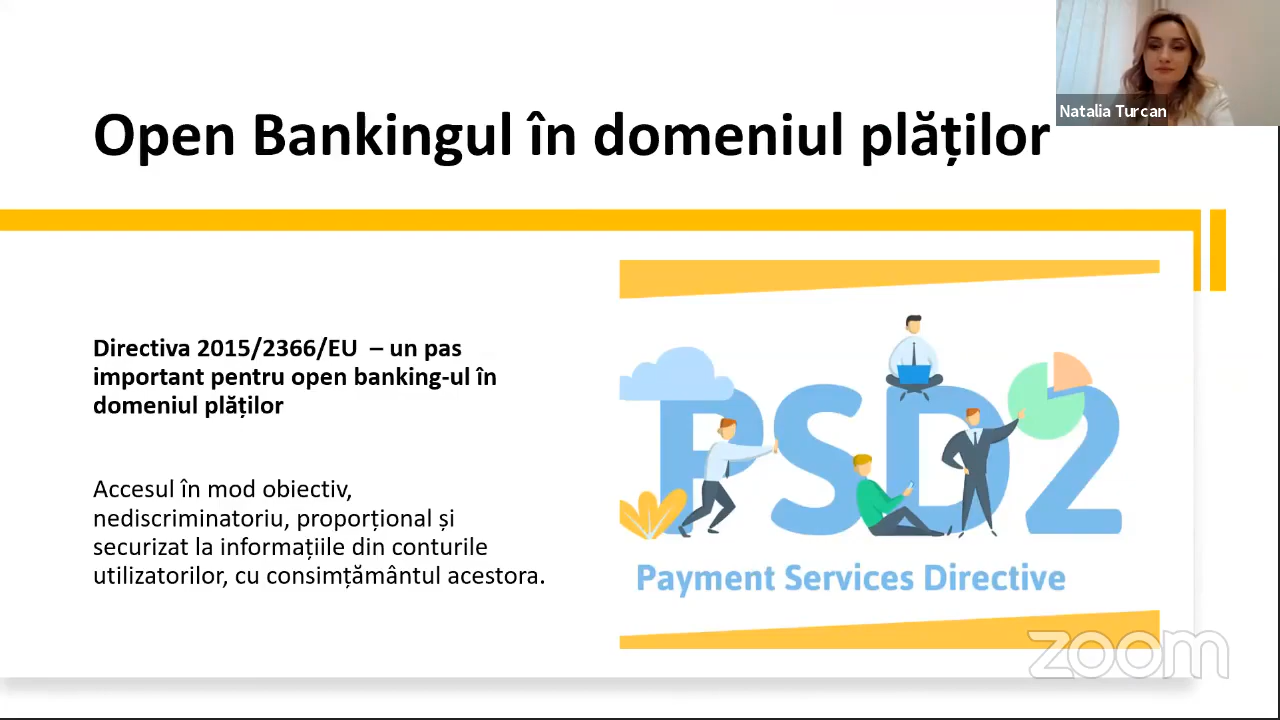 Natalia Turcan
Open Bankingul în domeniul plăților
Directiva 2015/2366/EU – un pas
important pentru open banking-ul în
domeniul plăților
Accesul în mod obiectiv,
nediscriminatoriu, proporțional și
securizat la informațiile din conturile
utilizatorilor, cu consimțământul acestora.
PSD2
Payment Services Directive
zoom